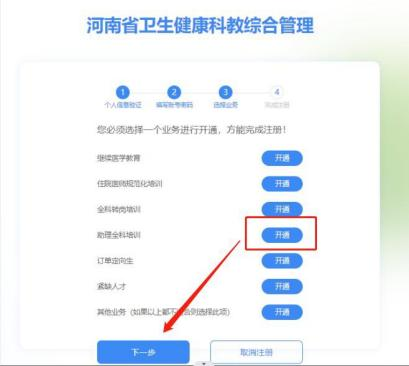 河南省卫生健康科教综合管理
1 2 3 4
个人信息验证 编写账号密码 选择业务 完成注册
您必须选择一个业务进行开通，方能完成注册！
继续医学教育 开通
住院医师规范化培训 开通
全科转岗培训 开通
助理全科培训 开通
订单定向生 开通
紧缺人才 开通
其他业务（如果以上都不 合则选择此项） 开通
下一步 取消注册